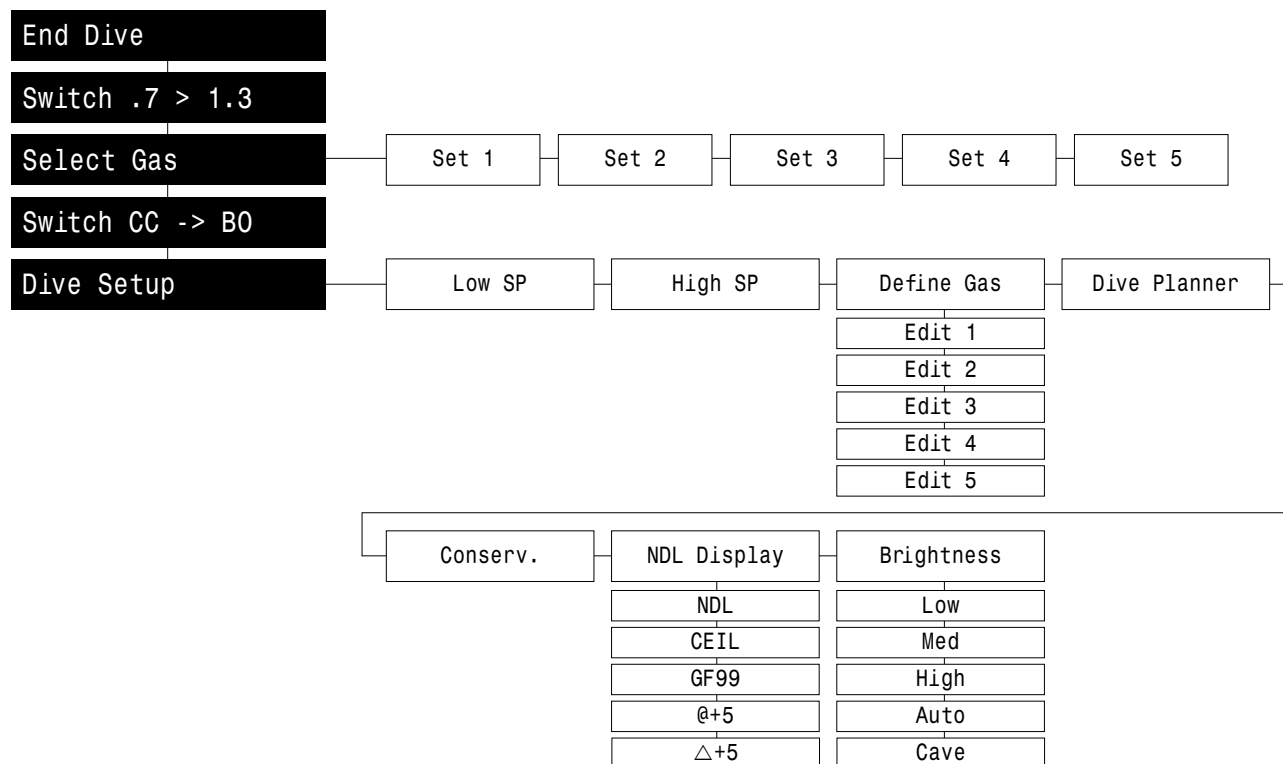 End Dive
Switch .7 > 1.3
Select Gas
Set 1
Set 2
Set 3
Set 4
Set 5
Switch CC -> BO
Dive Setup
Low SP
High SP
Define Gas
Edit 1
Edit 2
Edit 3
Edit 4
Edit 5
Dive Planner
Conserv.
NDL Display
NDL
CEIL
GF99
@+5
△+5
Brightness
Low
Med
High
Auto
Cave